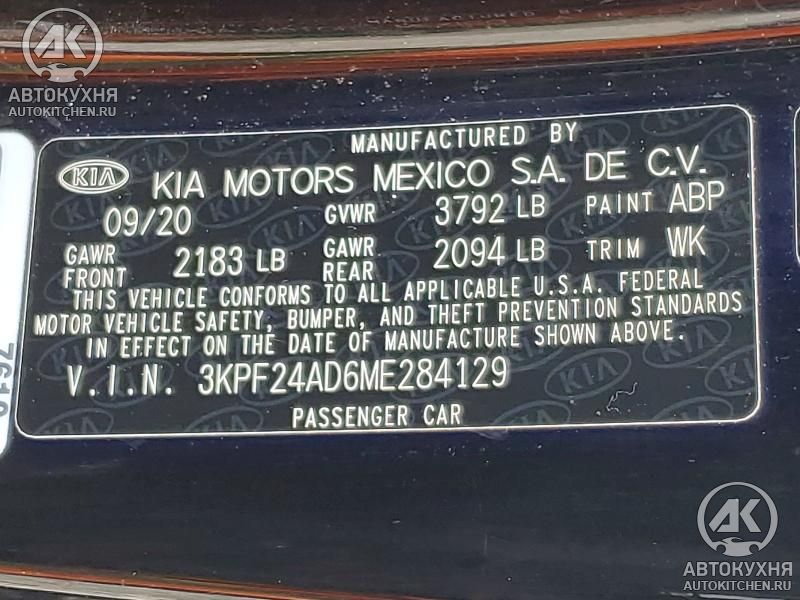 АВТОКУХНЯ
AUTOKITCHEN.RU
MANUFACTURED BY
KIA KIA MOTORS MEXICO S.A. DE C.V.
09/20 GVWR 3792 LB PAINT ABP
GAWR FRONT 2183 LB GAWR REAR 2094 LB TRIM WK
THIS VEHICLE CONFORMS TO ALL APPLICABLE U.S.A. FEDERAL
MOTOR VEHICLE SAFETY, BUMPER, AND THEFT PREVENTION STANDARDS
IN EFFECT ON THE DATE OF MANUFACTURE SHOWN ABOVE.
V.I.N. 3KPF24AD6ME284129
PASSENGER CAR
АВТОКУХНЯ
AUTOKITCHEN.RU